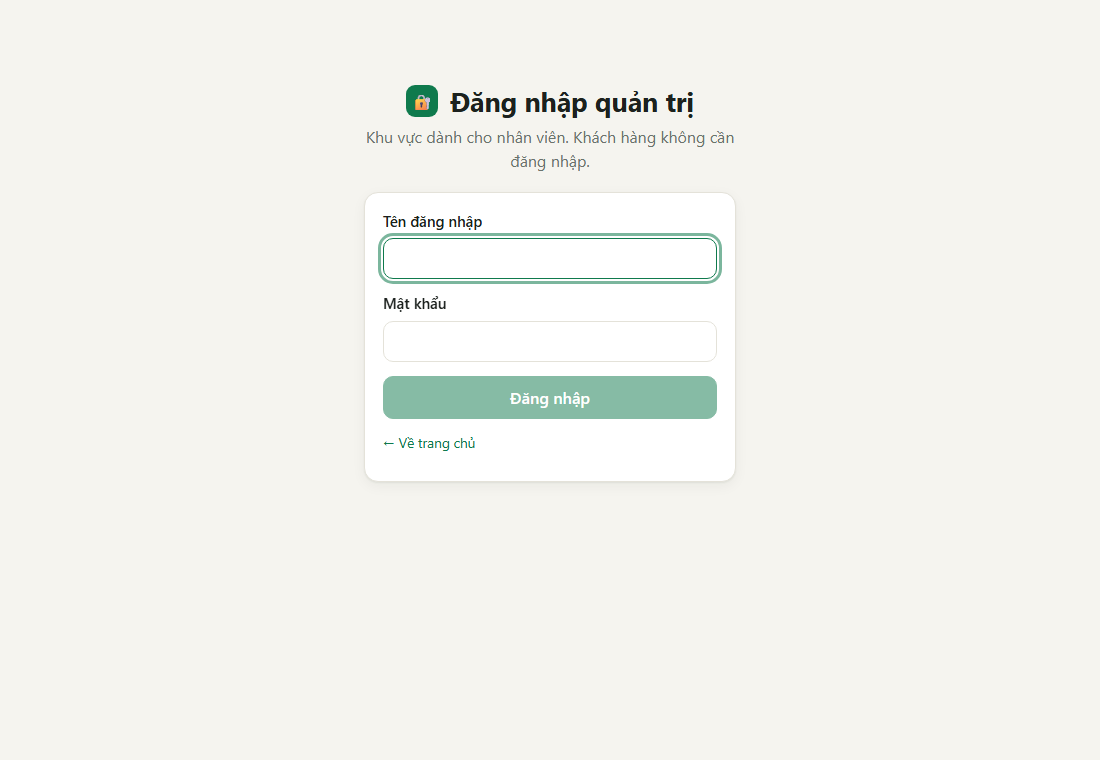 Đăng nhập quản trị
Khu vực dành cho nhân viên. Khách hàng không cần
đăng nhập.
Tên đăng nhập
Mật khẩu
Đăng nhập
← Về trang chủ